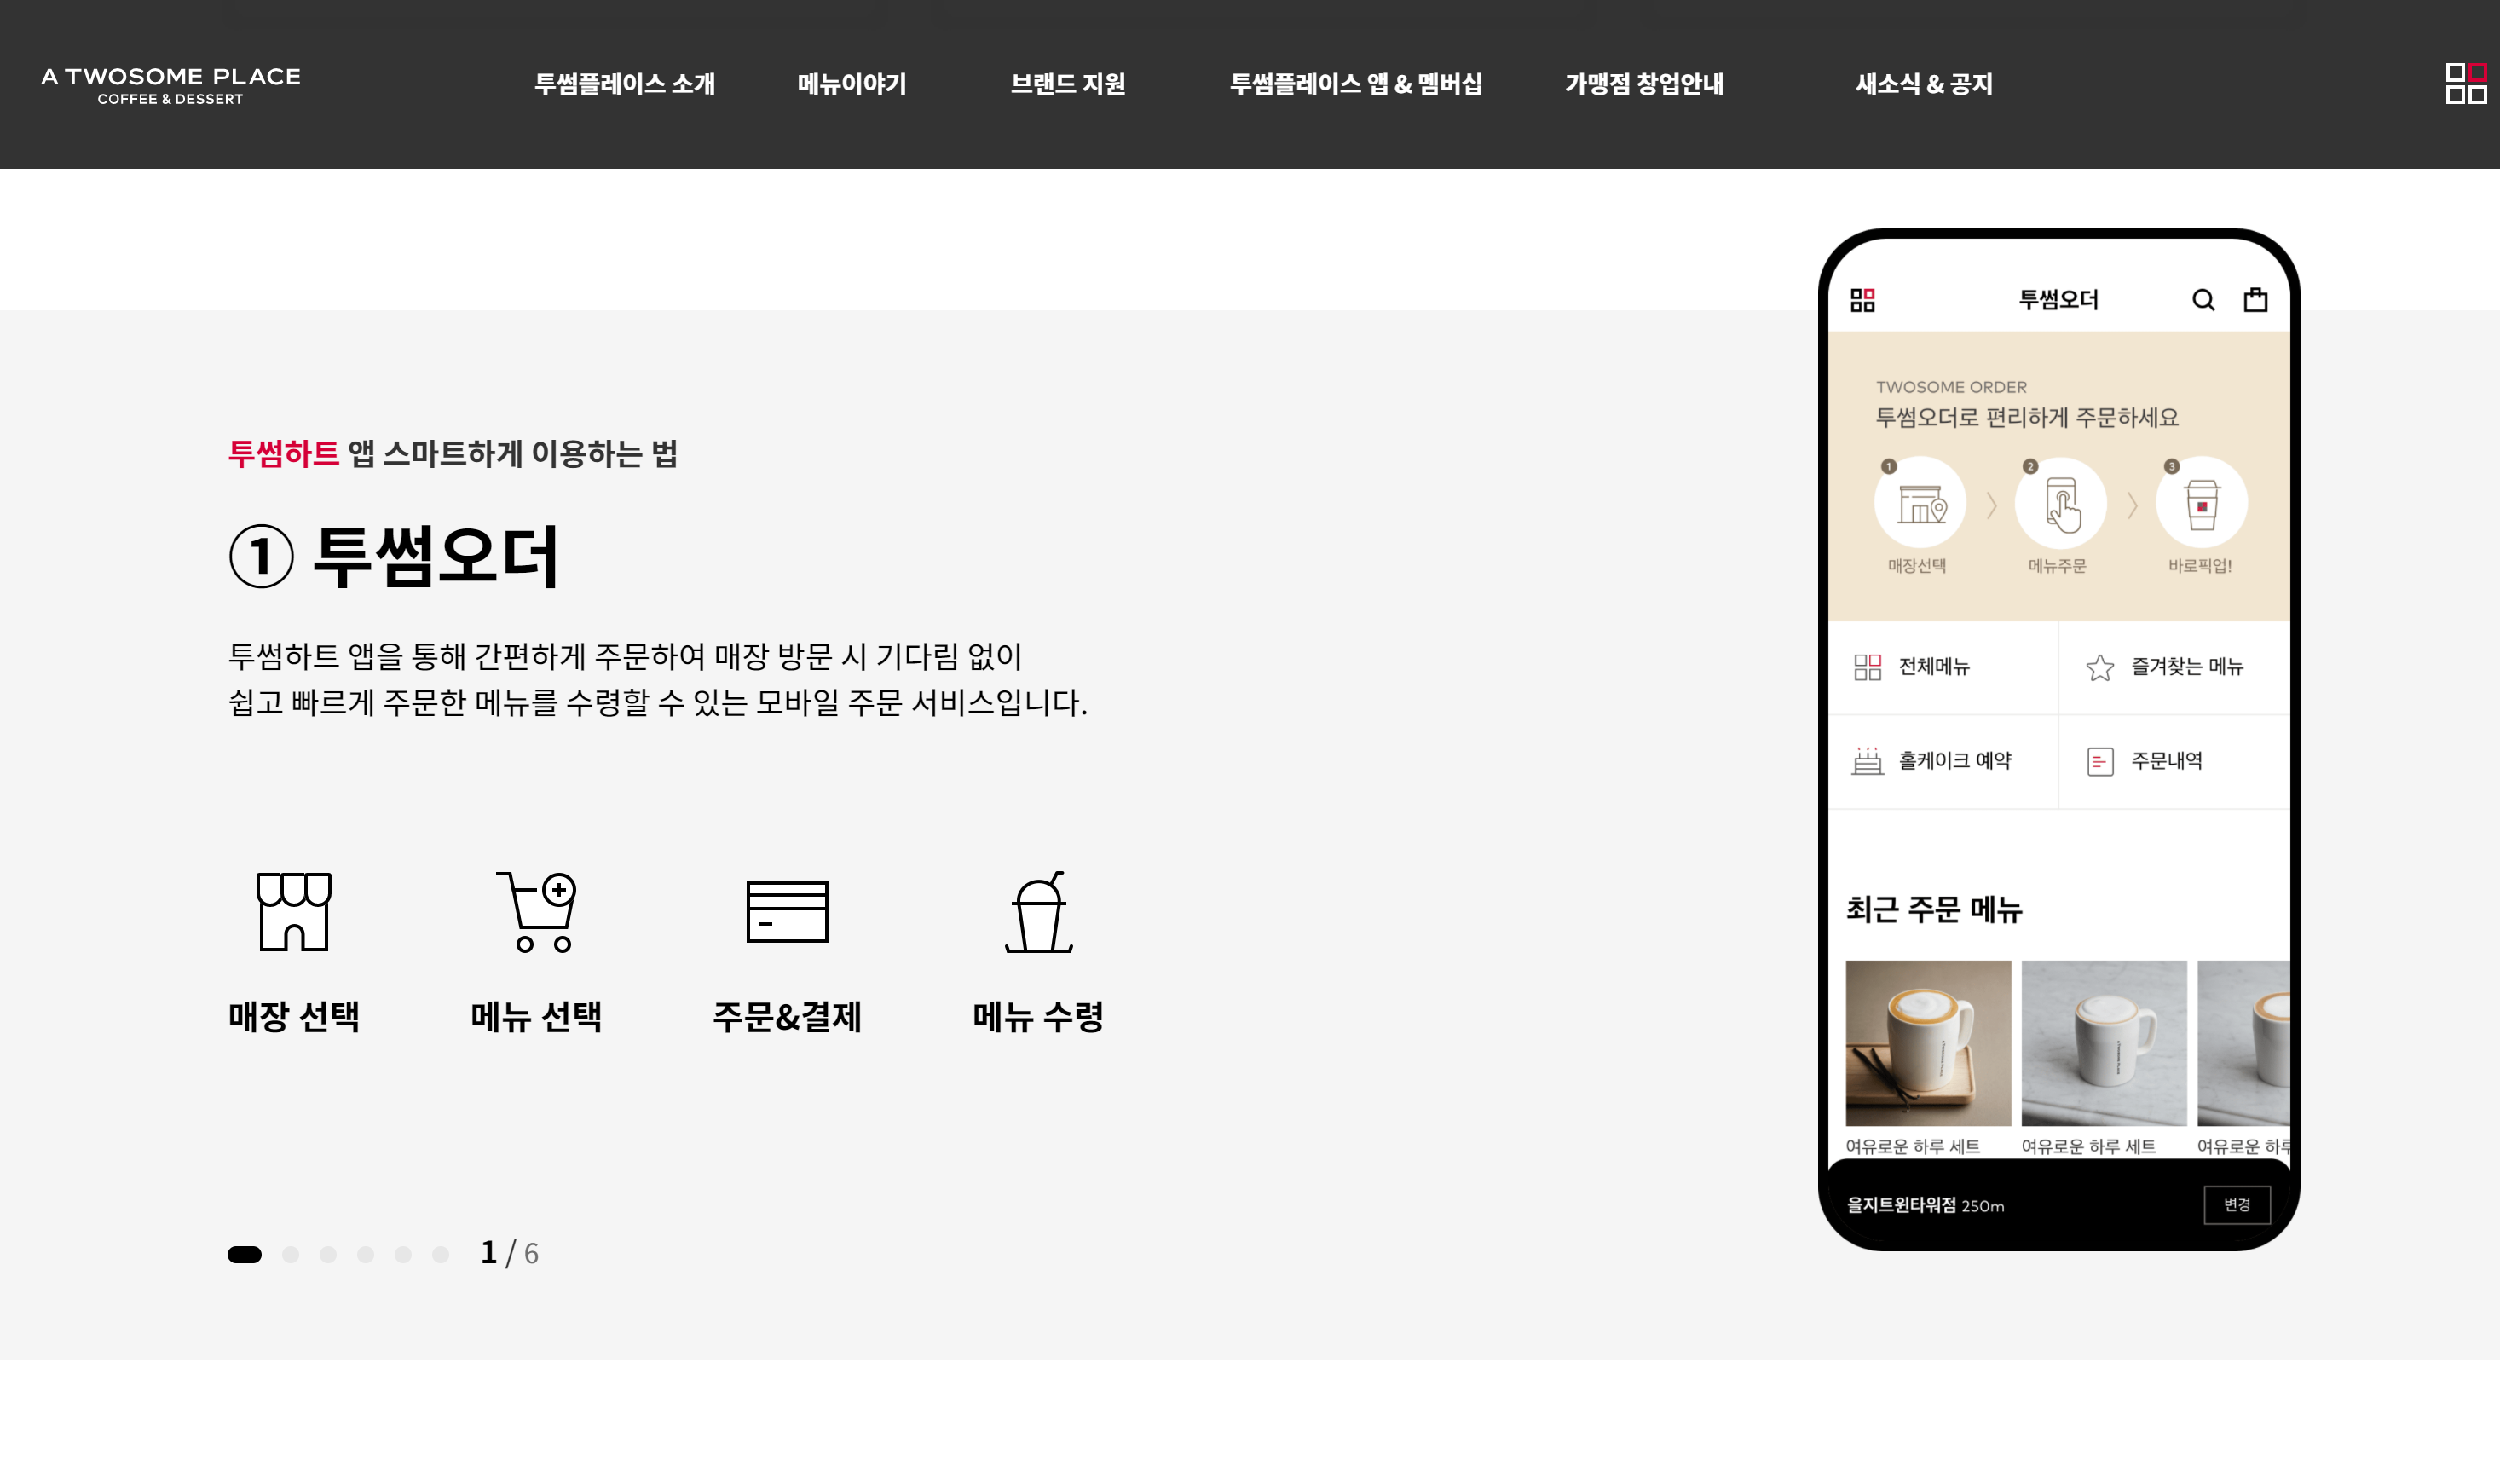 A TWOSOME PLACE
COFFEE & DESSERT
투썸플레이스 소개
메뉴이야기
브랜드 지원
투썸플레이스 앱 & 멤버십
가맹점 창업안내
새소식 & 공지
투썸하트 앱 스마트하게 이용하는 법
① 투썸오더
투썸하트 앱을 통해 간편하게 주문하여 매장 방문 시 기다림 없이
쉽고 빠르게 주문한 메뉴를 수령할 수 있는 모바일 주문 서비스입니다.
매장 선택
메뉴 선택
주문&결제
메뉴 수령
1 / 6
투썸오더
TWOSOME ORDER
투썸오더로 편리하게 주문하세요
1
2
3
매장선택
메뉴주문
바로픽업!
전체메뉴
즐겨찾는 메뉴
홀케이크 예약
주문내역
최근 주문 메뉴
여유로운 하루 세트
여유로운 하루 세트
여유로운 하루
을지트윈타워점 250m
변경